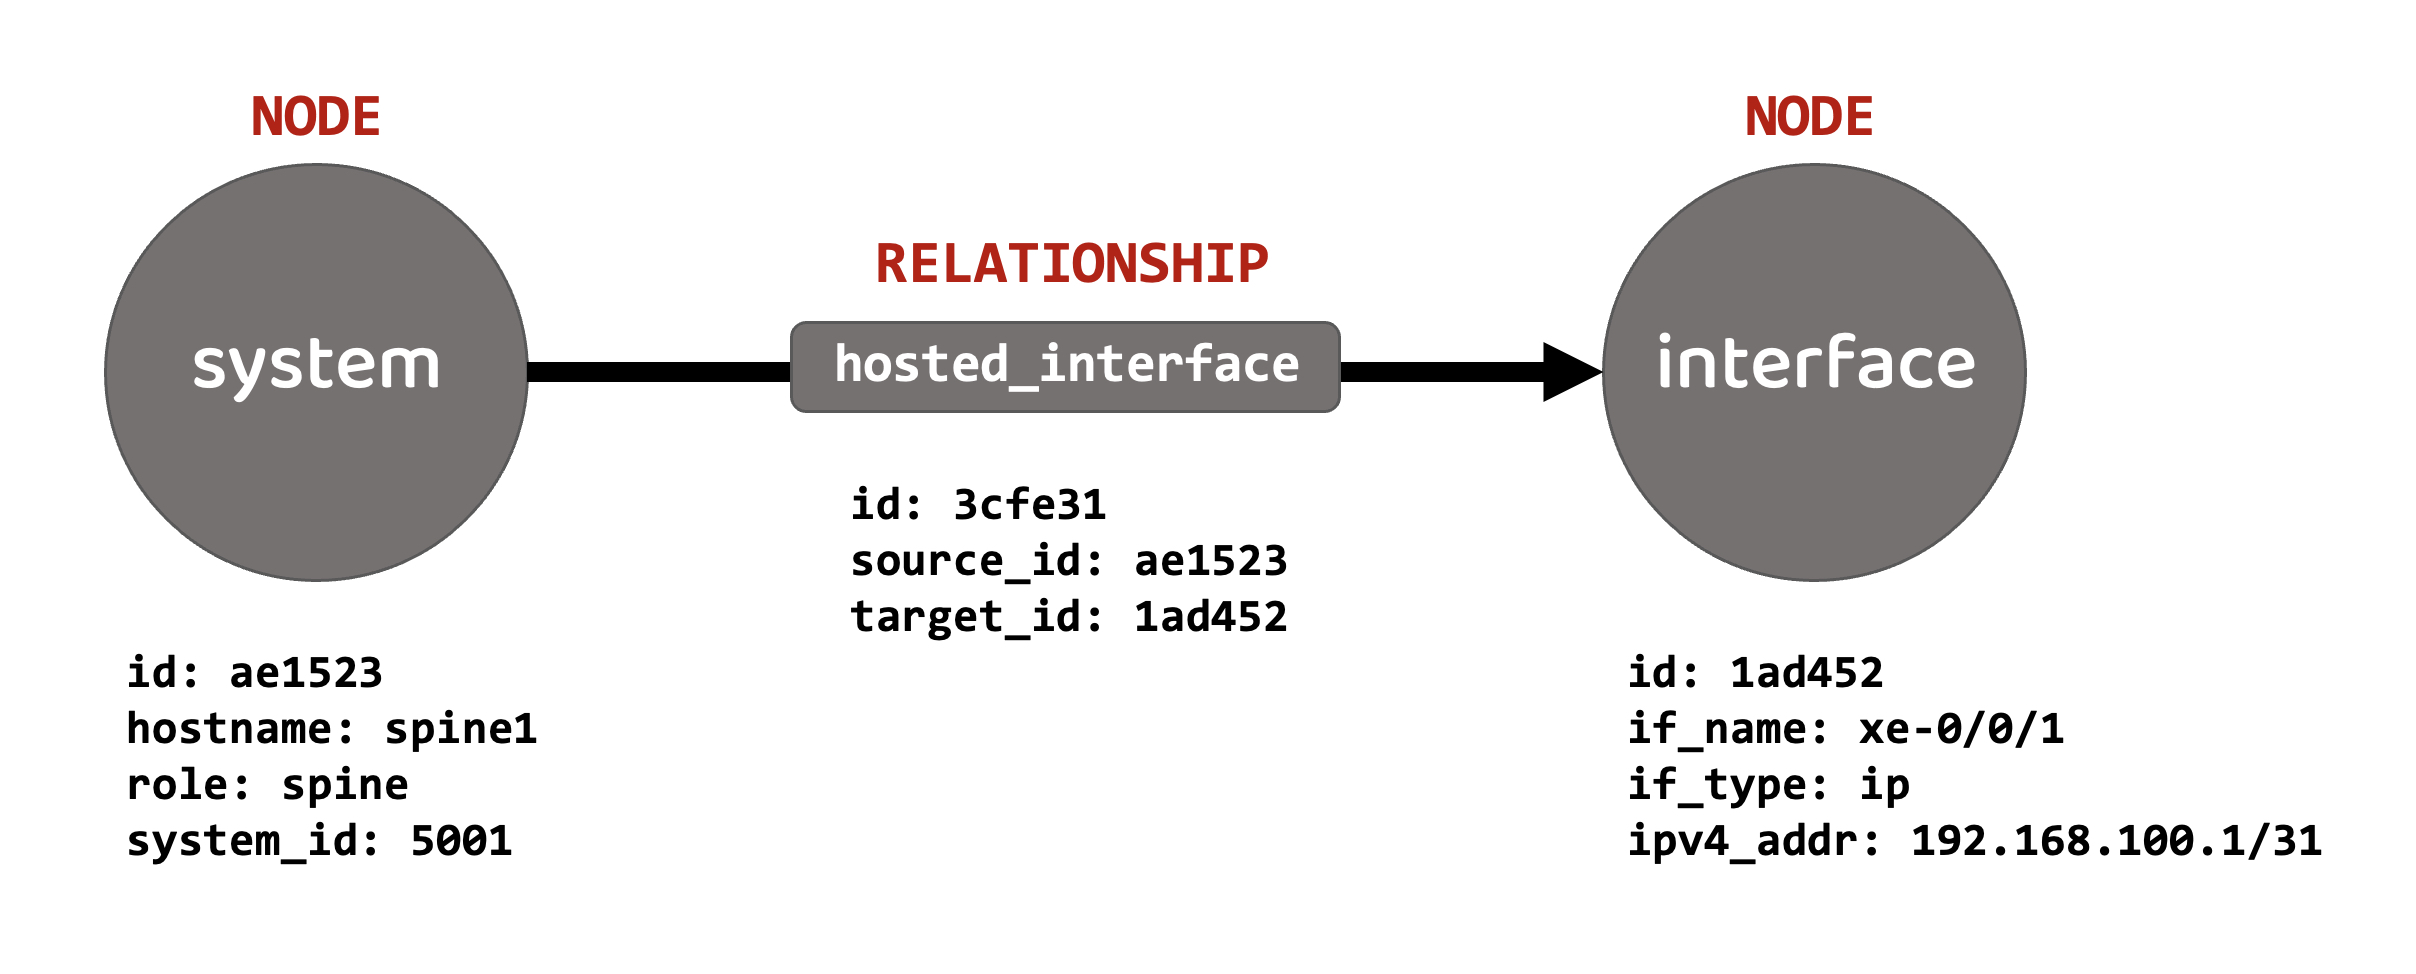 NODE
system
id: ae1523
hostname: spine1
role: spine
system_id: 5001
RELATIONSHIP
hosted_interface
id: 3cfe31
source_id: ae1523
target_id: 1ad452
NODE
interface
id: 1ad452
if_name: xe-0/0/1
if_type: ip
ipv4_addr: 192.168.100.1/31